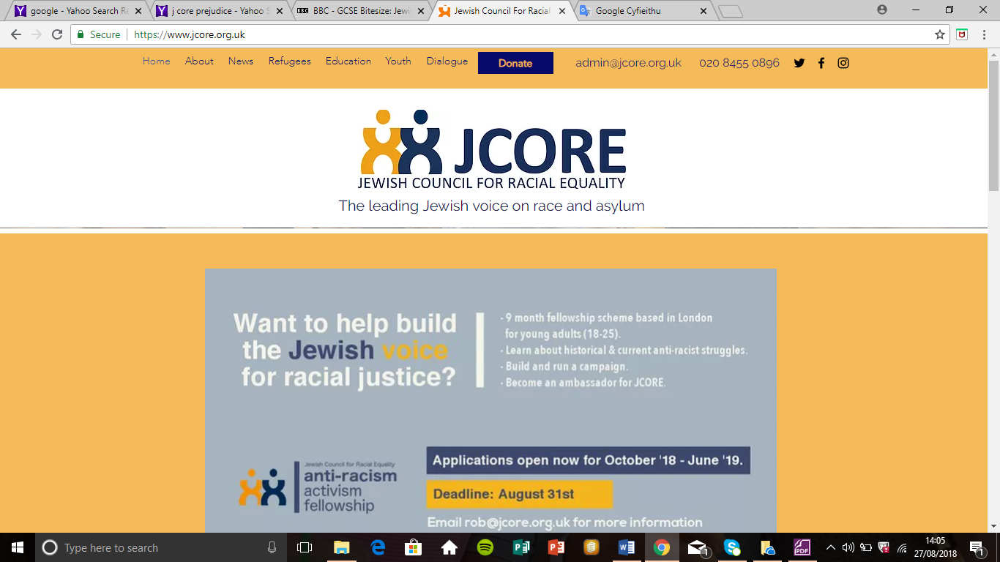 google - Yahoo Search Re
j core prejudice - Yahoo S
BBC - GCSE Bitesize: Jewi
Jewish Council For Racial
Google Cyfieithu
Secure
https://www.jcore.org.uk
Home About News Refugees Education Youth Dialogue Donate admin@jcore.org.uk 020 8455 0896
JCORE
JEWISH COUNCIL FOR RACIAL EQUALITY
The leading Jewish voice on race and asylum
Want to help build
the Jewish voice
for racial justice?
- 9 month fellowship scheme based in London
for young adults (18-25).
- Learn about historical & current anti-racist struggles.
- Build and run a campaign.
- Become an ambassador for JCORE.
Jewish Council for Racial Equality
anti-racism
activism
fellowship
Applications open now for October '18 - June '19.
Deadline: August 31st
Email rob@jcore.org.uk for more information
Type here to search
14:05
27/08/2018